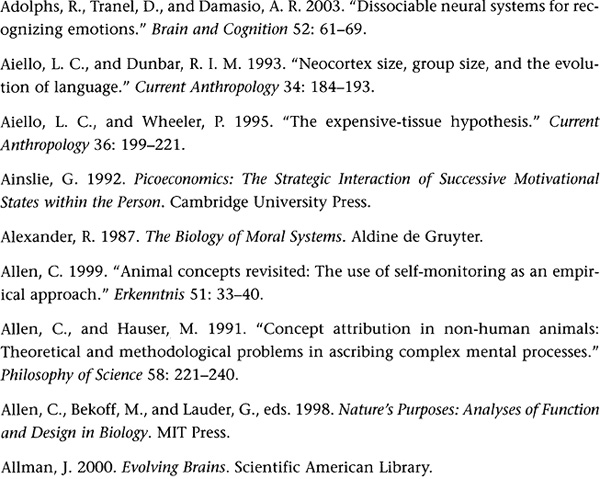 Adolphs, R., Tranel, D., and Damasio, A. R. 2003. “Dissociable neural systems for rec-
ognizing emotions.” Brain and Cognition 52: 61–69.
Aiello, L. C., and Dunbar, R. I. M. 1993. “Neocortex size, group size, and the evolu-
tion of language.” Current Anthropology 34: 184–193.
Aiello, L. C., and Wheeler, P. 1995. “The expensive-tissue hypothesis.” Current
Anthropology 36: 199–221.
Ainslie, G. 1992. Picoeconomics: The Strategic Interaction of Successive Motivational
States within the Person. Cambridge University Press.
Alexander, R. 1987. The Biology of Moral Systems. Aldine de Gruyter.
Allen, C. 1999. “Animal concepts revisited: The use of self-monitoring as an empir-
ical approach.” Erkenntnis 51: 33–40.
Allen, C., and Hauser, M. 1991. “Concept attribution in non-human animals:
Theoretical and methodological problems in ascribing complex mental processes.”
Philosophy of Science 58: 221–240.
Allen, C., Bekoff, M., and Lauder, G., eds. 1998. Nature’s Purposes: Analyses of Function
and Design in Biology. MIT Press.
Allman, J. 2000. Evolving Brains. Scientific American Library.